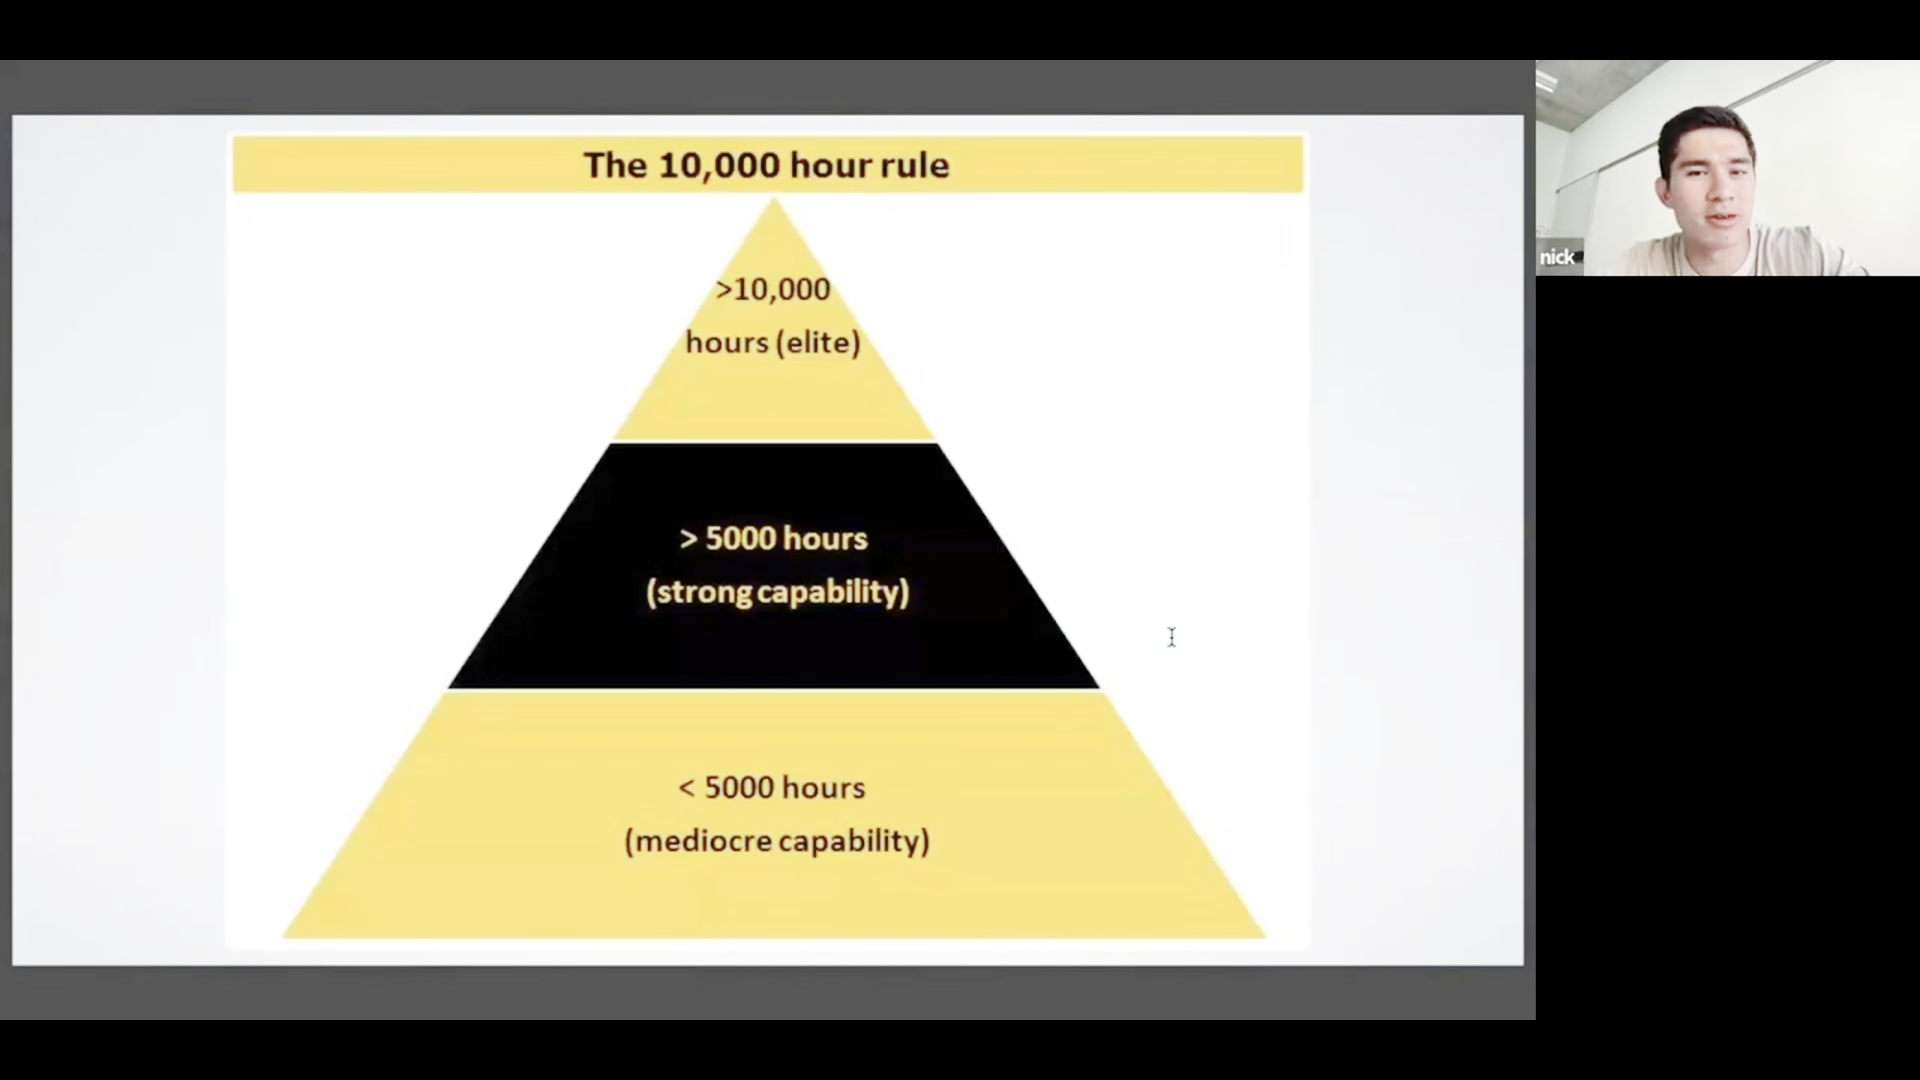 The 10,000 hour rule
>10,000
hours (elite)
> 5000 hours
(strong capability)
< 5000 hours
(mediocre capability)
nick